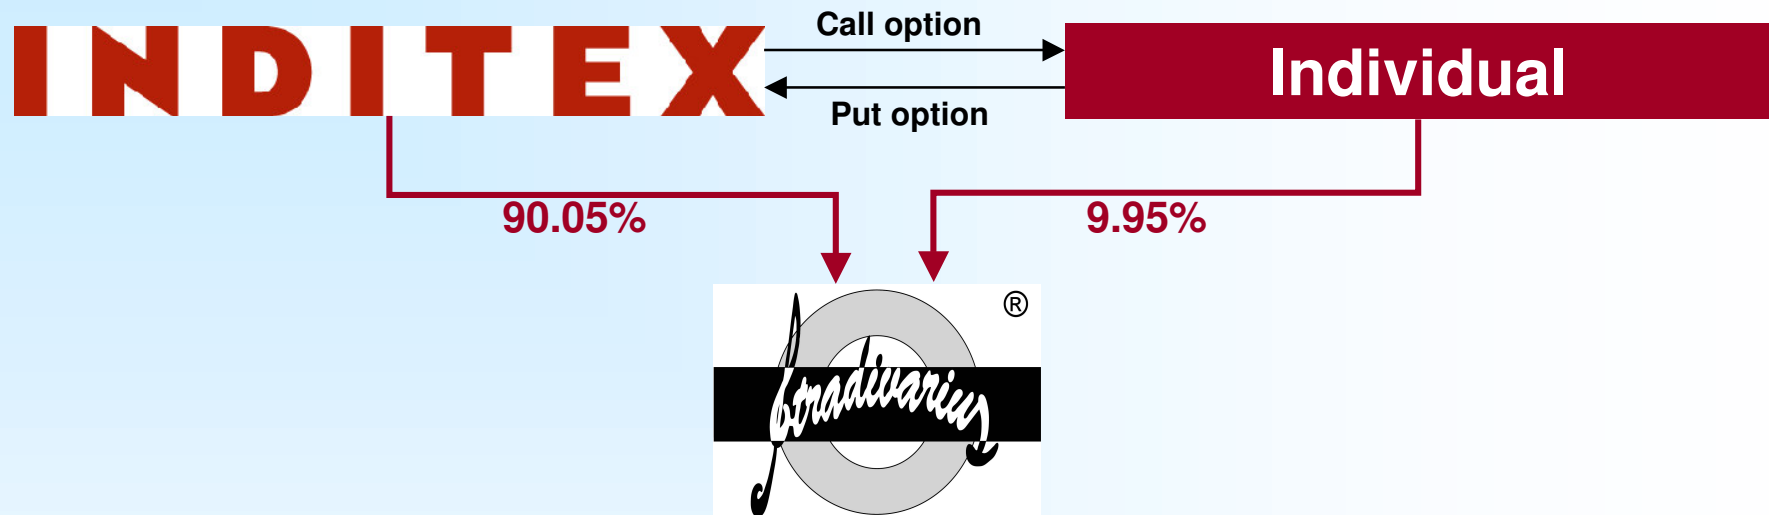 INDITEX
Call option
Put option
Individual
90.05%
9.95%
®
Stradivarius